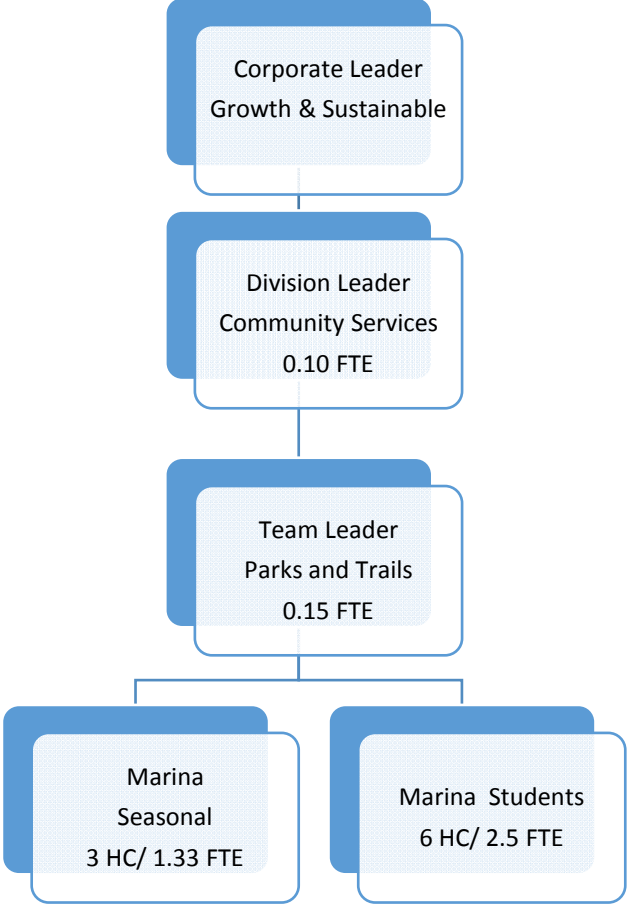 Corporate Leader
Growth & Sustainable
Division Leader
Community Services
0.10 FTE
Team Leader
Parks and Trails
0.15 FTE
Marina
Seasonal
3 HC/ 1.33 FTE
Marina  Students
6 HC/ 2.5 FTE